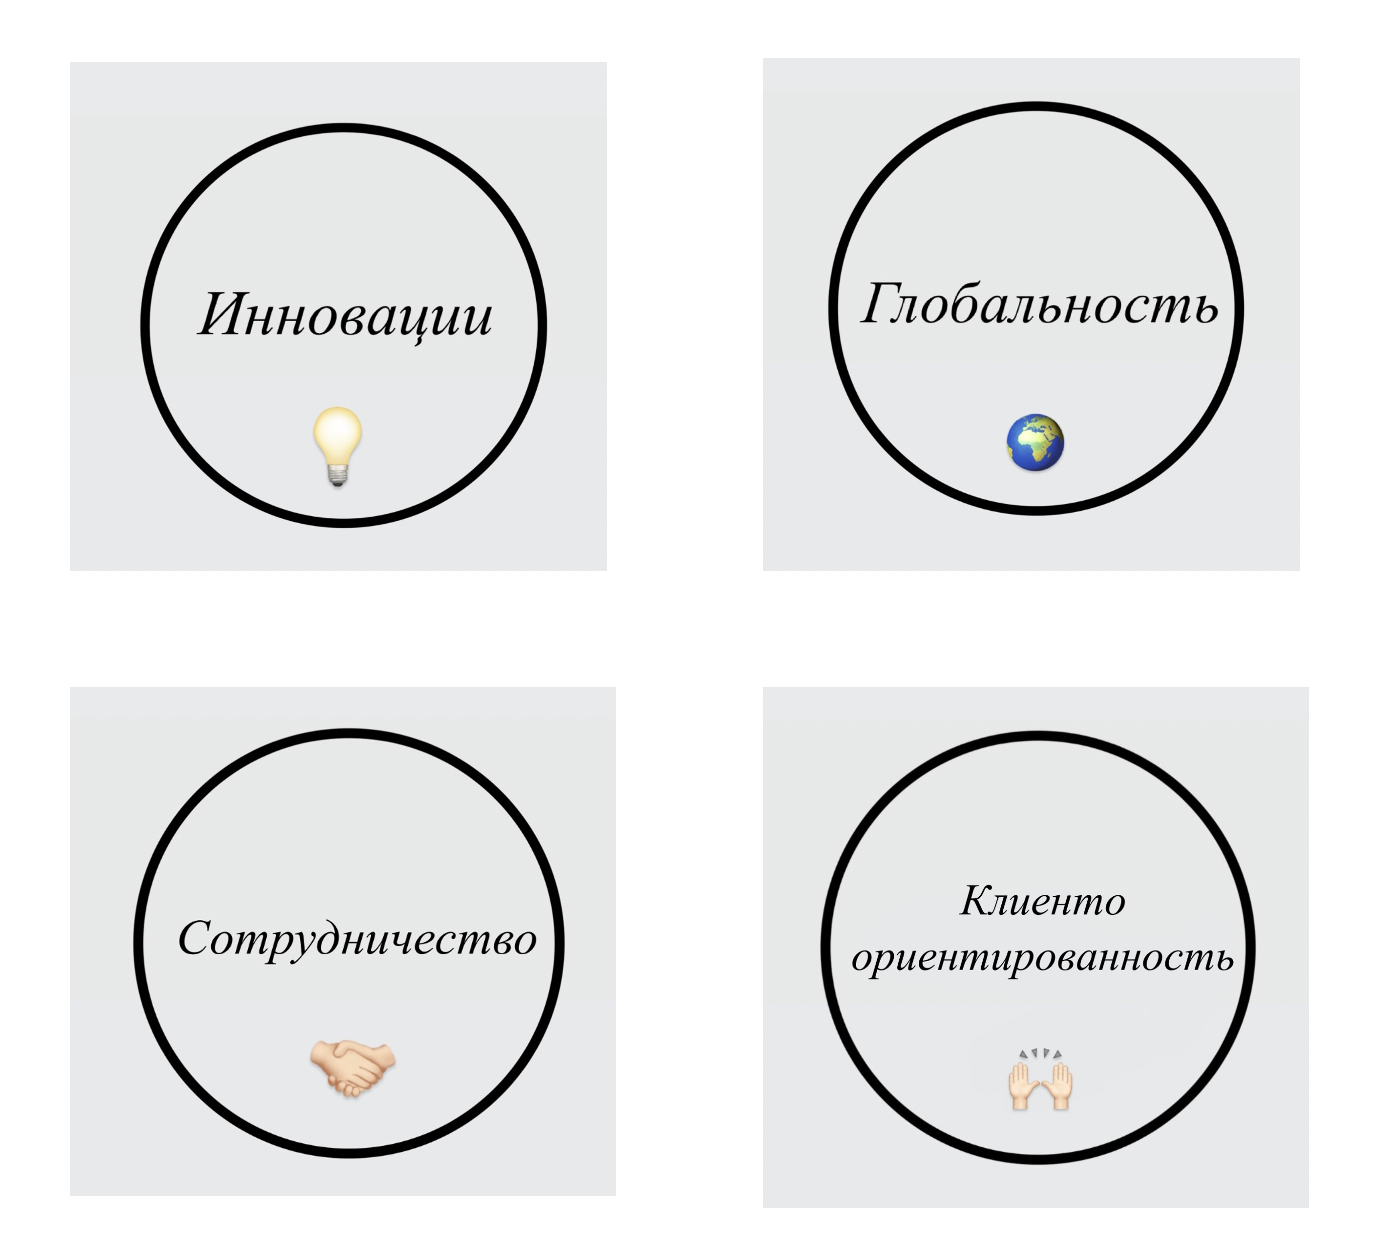 Инновации
Глобальность
Сотрудничество
Клиенто
ориентированность